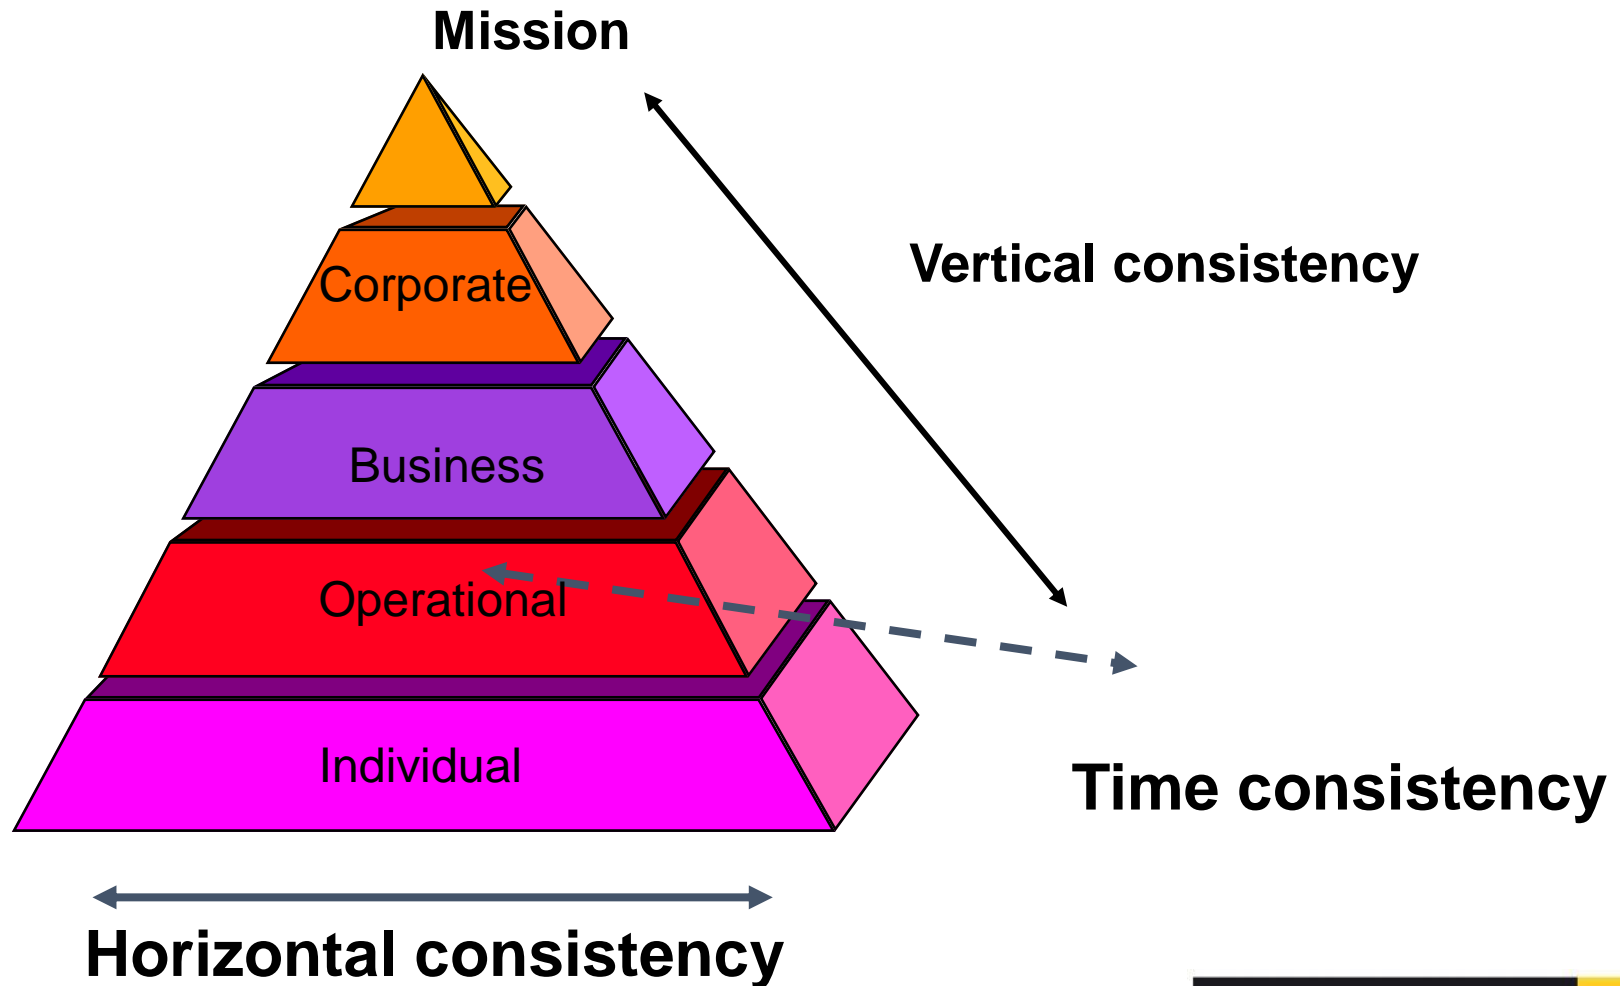 Mission
Vertical consistency
Corporate
Business
Operational
Individual
Time consistency
Horizontal consistency